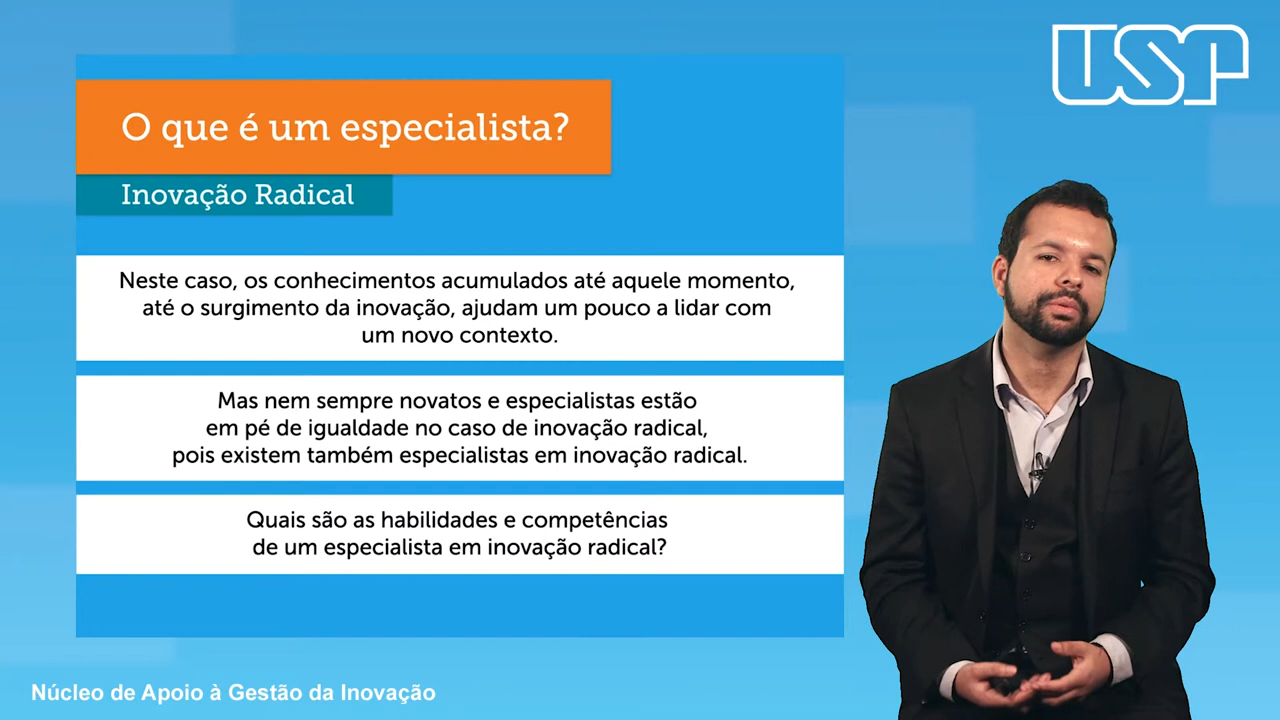 USP
O que é um especialista?
Inovação Radical
Neste caso, os conhecimentos acumulados até aquele momento,
até o surgimento da inovação, ajudam um pouco a lidar com
um novo contexto.
Mas nem sempre novatos e especialistas estão
em pé de igualdade no caso de inovação radical,
pois existem também especialistas em inovação radical.
Quais são as habilidades e competências
de um especialista em inovação radical?
Núcleo de Apoio à Gestão da Inovação